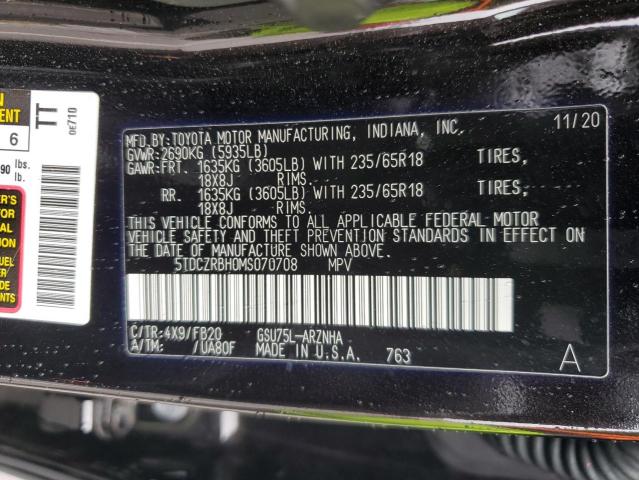 MFD.BY:TOYOTA MOTOR MANUFACTURING, INDIANA, INC. 11/20
GVWR:2690KG (5935LB)
GAWR:FRT. 1635KG (3605LB) WITH 235/65R18 TIRES,
18X8J RIMS...
RR. 1635KG (3605LB) WITH 235/65R18 TIRES,
18X8J RIMS...
THIS VEHICLE CONFORMS TO ALL APPLICABLE FEDERAL MOTOR
VEHICLE SAFETY AND THEFT PREVENTION STANDARDS IN EFFECT ON
THE DATE OF MANUFACTURE SHOWN ABOVE.
5TDCZRBH0MS070708 MPV
C/TR:4X9/FB20 GSU75L-ARZNHA
A/TM: /UA80F MADE IN U.S.A. 763 A
TT
0E710
6
90 lbs.
lb.